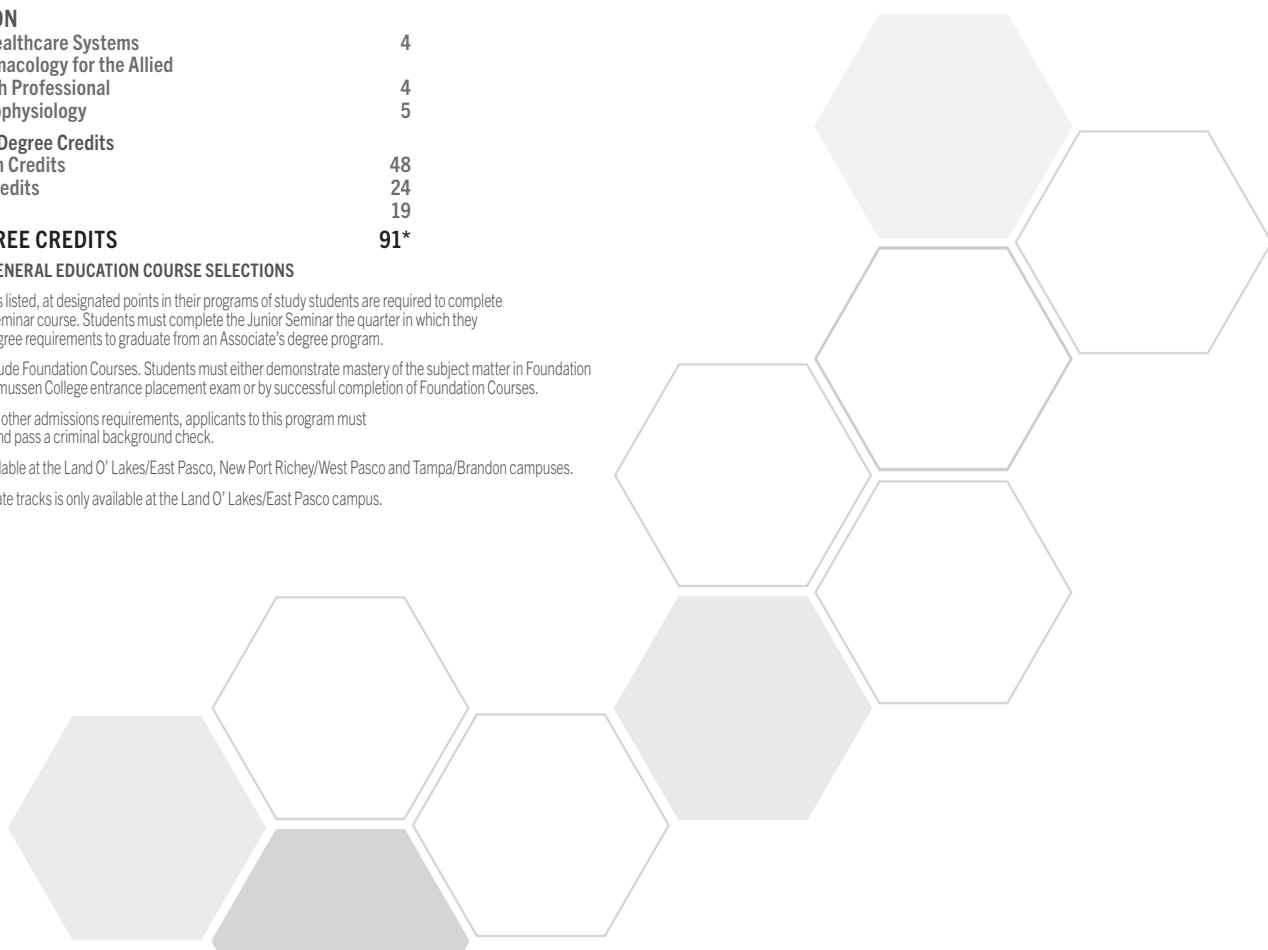 ON
ealthcare Systems 4
macology for the Allied
h Professional 4
ophysiology 5
Degree Credits
n Credits 48
edits 24
19
REE CREDITS 91*
ENERAL EDUCATION COURSE SELECTIONS
s listed, at designated points in their programs of study students are required to complete
eminar course. Students must complete the Junior Seminar the quarter in which they
gree requirements to graduate from an Associate's degree program.
ude Foundation Courses. Students must either demonstrate mastery of the subject matter in Foundation
mussen College entrance placement exam or by successful completion of Foundation Courses.
other admissions requirements, applicants to this program must
nd pass a criminal background check.
lable at the Land O' Lakes/East Pasco, New Port Richey/West Pasco and Tampa/Brandon campuses.
ate tracks is only available at the Land O' Lakes/East Pasco campus.